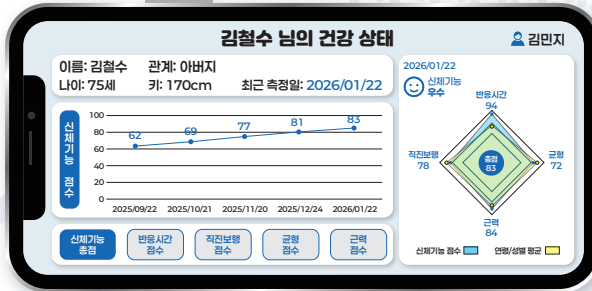 김철수 님의 건강 상태
김민지
이름: 김철수 관계: 아버지
나이: 75세 키: 170cm 최근 측정일: 2026/01/22
신체기능 점수
100
80
60
40
20
0
62
69
77
81
83
2025/09/22 2025/10/21 2025/11/20 2025/12/24 2026/01/22
신체기능
총점
반응시간
점수
직진보행
점수
균형
점수
근력
점수
2026/01/22
신체기능
우수
반응시간
94
직진보행
78
총점
83
균형
72
근력
84
신체기능 점수 연령/성별 평균